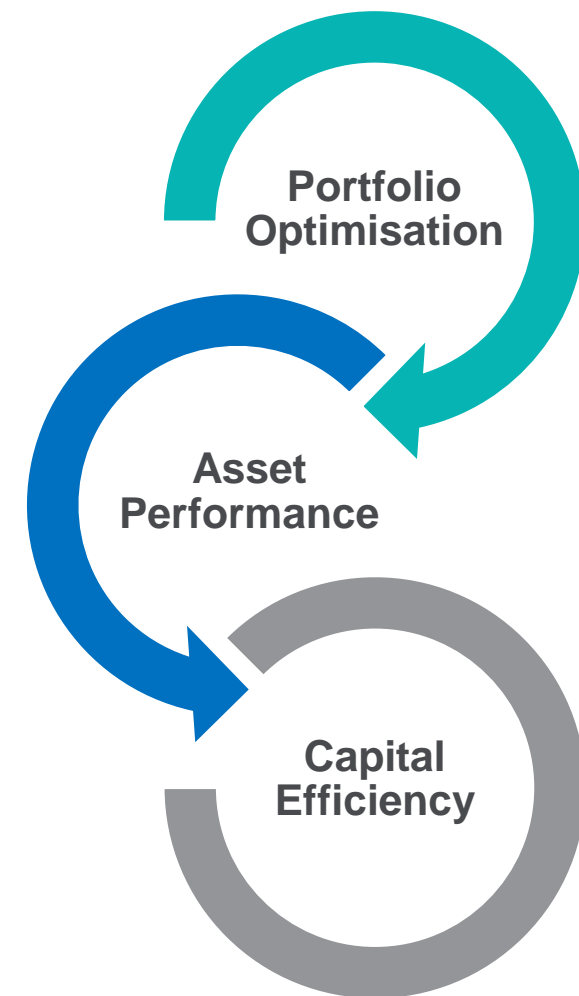 Portfolio
Optimisation
Asset
Performance
Capital
Efficiency